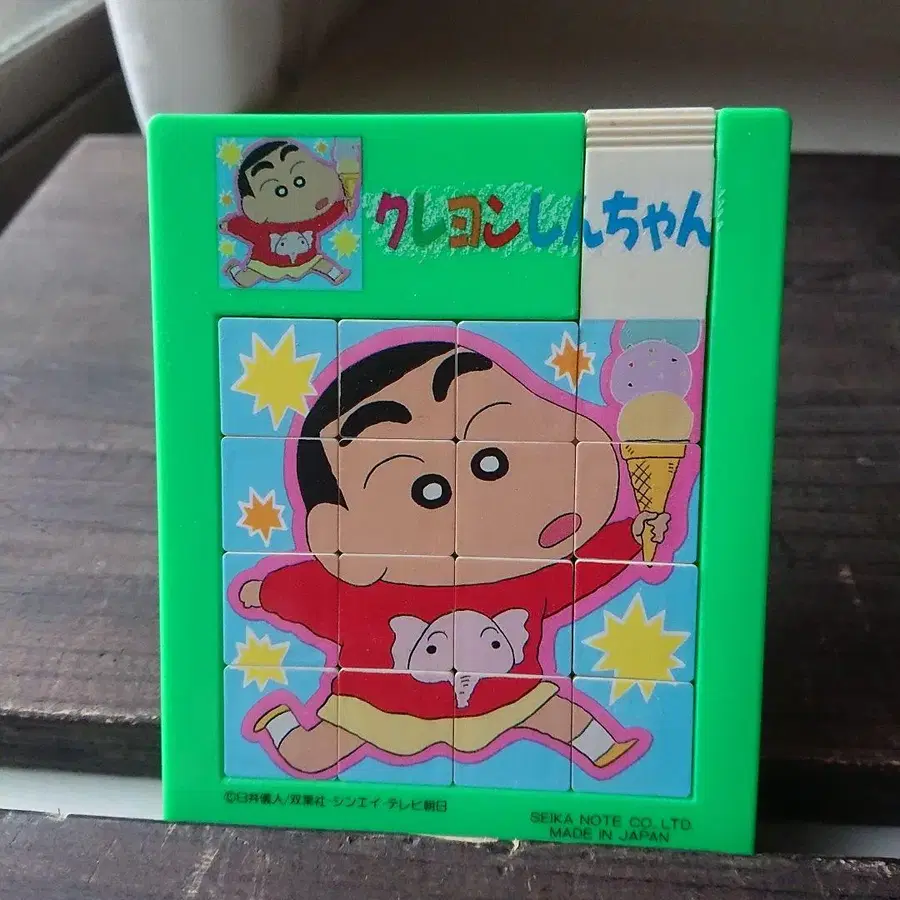 クレヨンしんちゃん
©臼井儀人/双葉社・シンエイ・テレビ朝日
SEIKA NOTE CO., LTD.
MADE IN JAPAN